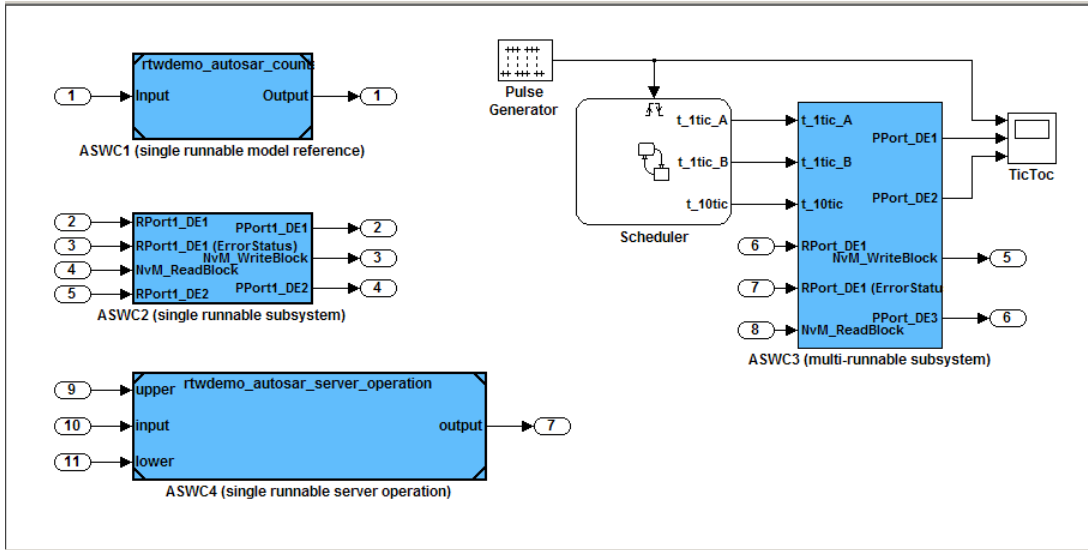 rtwdemo_autosar_counte
1
Input
Output
1
ASWC1 (single runnable model reference)
2
RPort1_DE1
PPort1_DE1
2
3
RPort1_DE1 (ErrorStatus)
NvM_WriteBlock
3
4
NvM_ReadBlock
5
RPort1_DE2
PPort1_DE2
4
ASWC2 (single runnable subsystem)
rtwdemo_autosar_server_operation
9
upper
10
input
output
7
11
lower
ASWC4 (single runnable server operation)
Pulse
Generator
t_1tic_A
t_1tic_B
t_10tic
Scheduler
t_1tic_A
PPort_DE1
t_1tic_B
PPort_DE2
t_10tic
6
RPort_DE1
NvM_WriteBlock
5
7
RPort_DE1 (ErrorStatu
PPort_DE3
6
8
NvM_ReadBlock
ASWC3 (multi-runnable subsystem)
TicToc